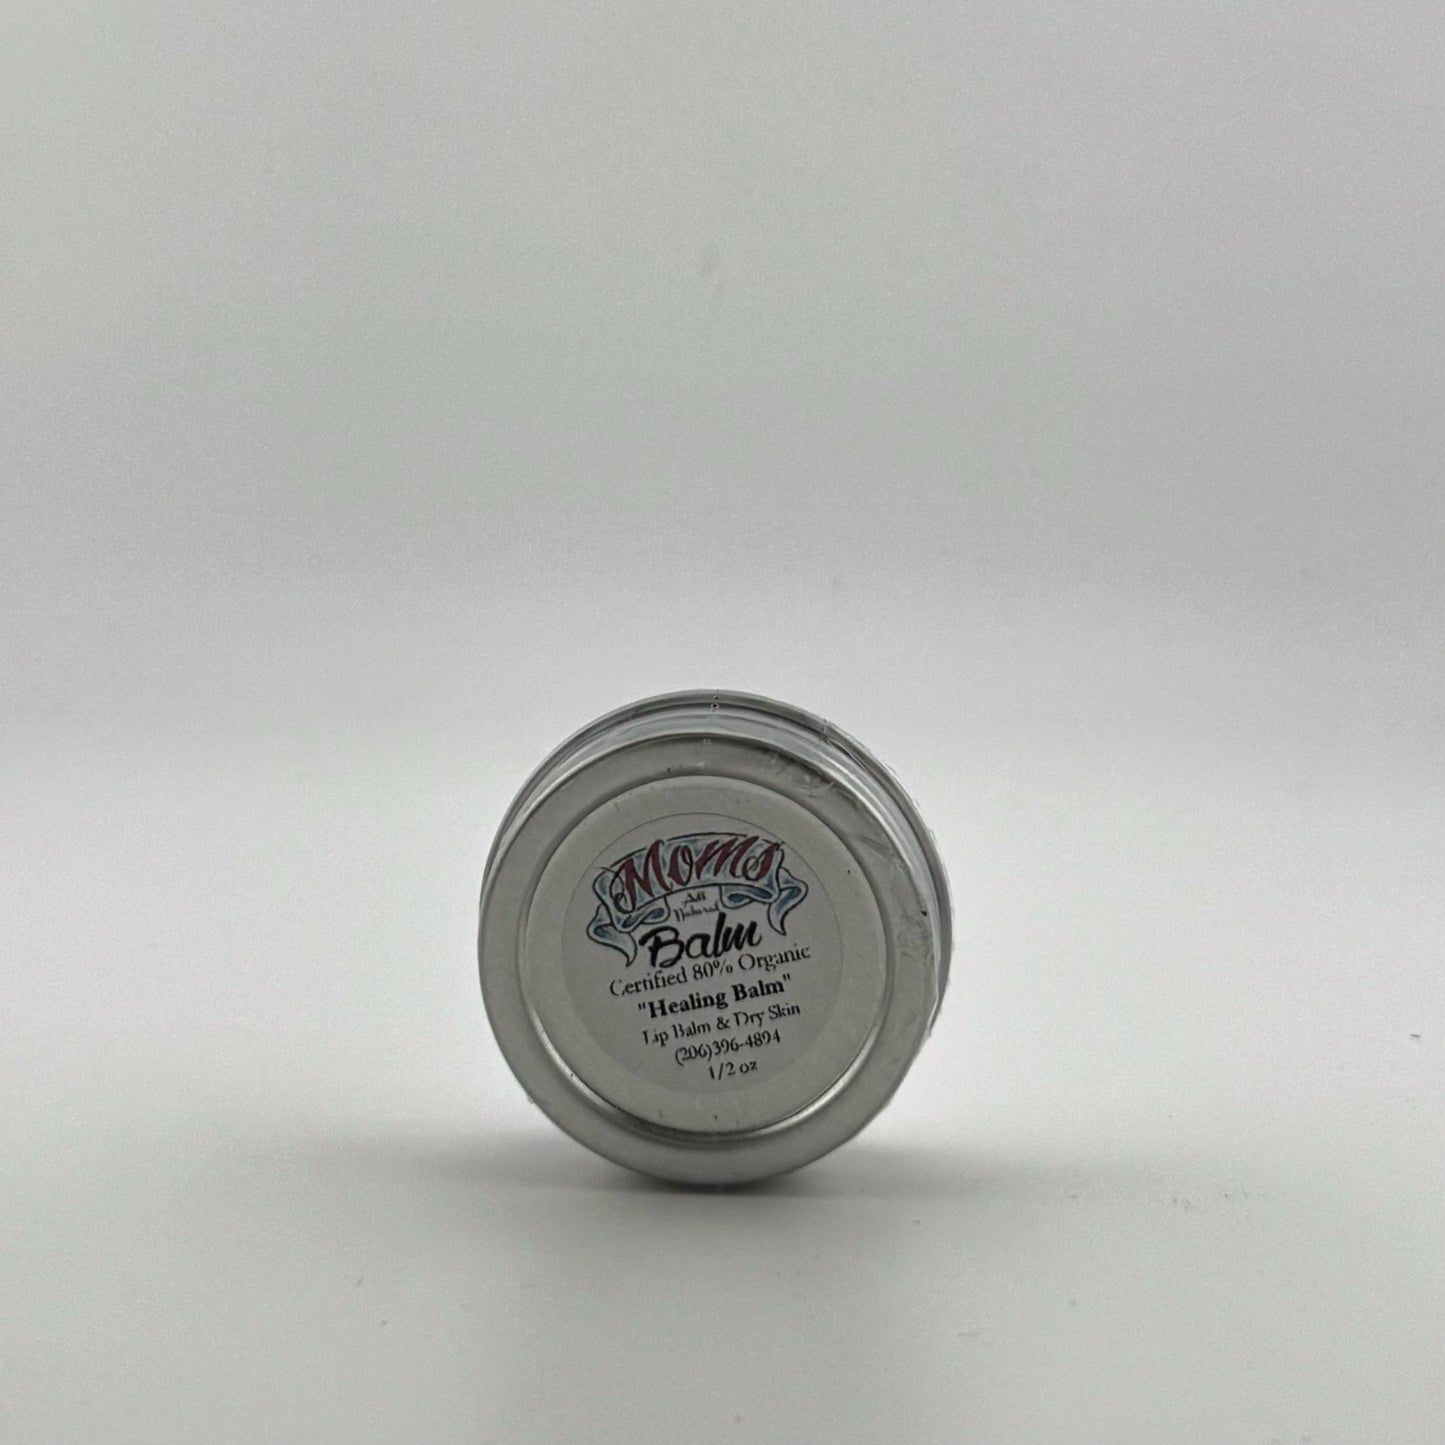 Moms
All
Natural
Balm
Certified 80% Organic
"Healing Balm"
Lip Balm & Dry Skin
(206)396-4894
1/2 oz